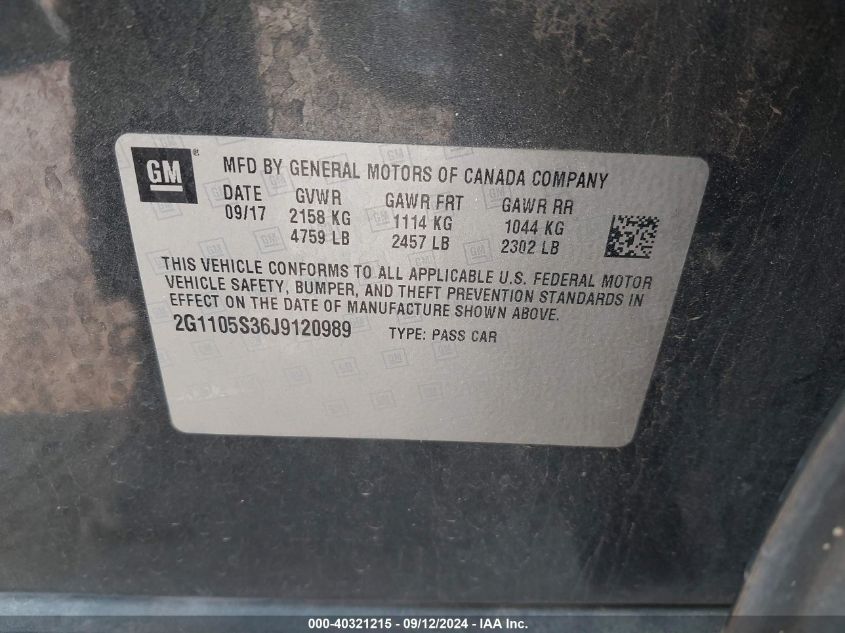 GM ® MFD BY GENERAL MOTORS OF CANADA COMPANY
DATE GVWR GAWR FRT GAWR RR
09/17 2158 KG 1114 KG 1044 KG
4759 LB 2457 LB 2302 LB
THIS VEHICLE CONFORMS TO ALL APPLICABLE U.S. FEDERAL MOTOR
VEHICLE SAFETY, BUMPER, AND THEFT PREVENTION STANDARDS IN
EFFECT ON THE DATE OF MANUFACTURE SHOWN ABOVE.
2G1105S36J9120989 TYPE: PASS CAR
000-40321215 - 09/12/2024 - IAA, Inc.